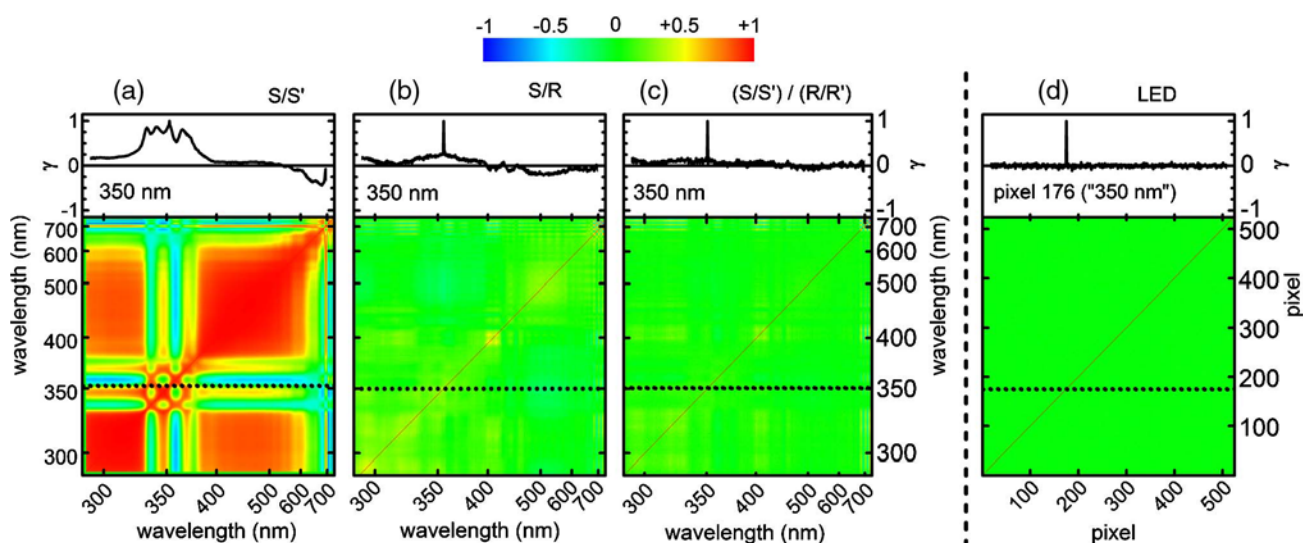 -1 -0.5 0 +0.5 +1
(a) S/S'
(b) S/R
(c) (S/S') / (R/R')
(d) LED
1
0
-1
γ
350 nm
350 nm
350 nm
pixel 176 ("350 nm")
1
0
-1
γ
1
0
-1
γ
wavelength (nm)
700
600
500
400
350
300
700
600
500
400
350
300
wavelength (nm)
500
400
300
200
100
pixel
300 350 400 500 600 700
wavelength (nm)
300 350 400 500 600 700
wavelength (nm)
300 350 400 500 600 700
wavelength (nm)
100 200 300 400 500
pixel